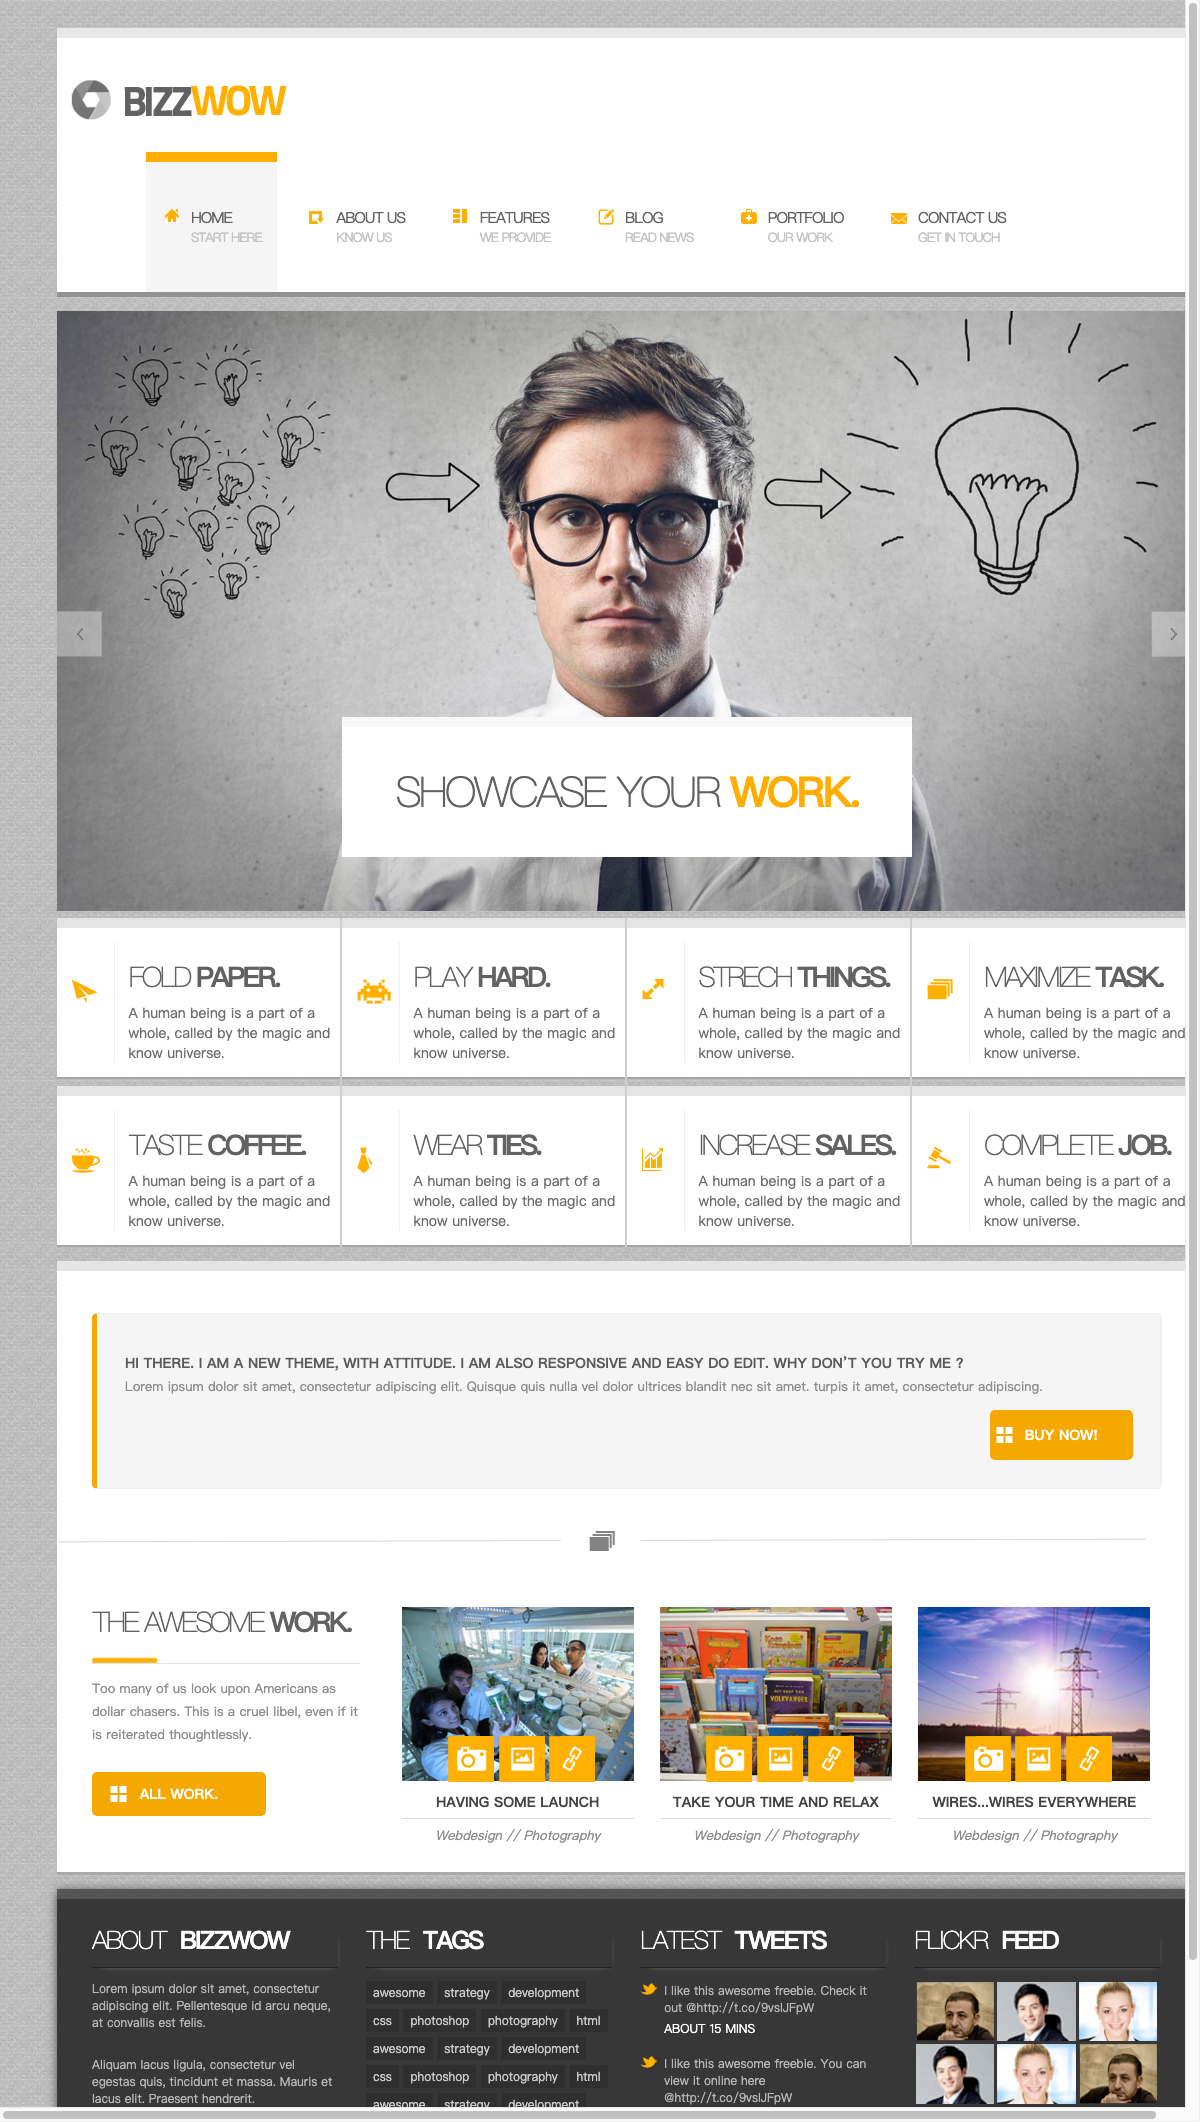 BIZZWOW
HOME
START HERE
ABOUT US
KNOW US
FEATURES
WE PROVIDE
BLOG
READ NEWS
PORTFOLIO
OUR WORK
CONTACT US
GET IN TOUCH
SHOWCASE YOUR WORK.
FOLD PAPER.
A human being is a part of a
whole, called by the magic and
know universe.
PLAY HARD.
A human being is a part of a
whole, called by the magic and
know universe.
STRECH THINGS.
A human being is a part of a
whole, called by the magic and
know universe.
MAXIMIZE TASK.
A human being is a part of a
whole, called by the magic and
know universe.
TASTE COFFEE.
A human being is a part of a
whole, called by the magic and
know universe.
WEAR TIES.
A human being is a part of a
whole, called by the magic and
know universe.
INCREASE SALES.
A human being is a part of a
whole, called by the magic and
know universe.
COMPLETE JOB.
A human being is a part of a
whole, called by the magic and
know universe.
HI THERE. I AM A NEW THEME, WITH ATTITUDE. I AM ALSO RESPONSIVE AND EASY DO EDIT. WHY DON'T YOU TRY ME ?
Lorem ipsum dolor sit amet, consectetur adipiscing elit. Quisque quis nulla vel dolor ultrices blandit nec sit amet. turpis it amet, consectetur adipiscing.
BUY NOW!
THE AWESOME WORK.
Too many of us look upon Americans as
dollar chasers. This is a cruel libel, even if it
is reiterated thoughtlessly.
ALL WORK.
HAVING SOME LAUNCH
Webdesign // Photography
VOLKVANGER
TAKE YOUR TIME AND RELAX
Webdesign // Photography
WIRES...WIRES EVERYWHERE
Webdesign // Photography
ABOUT BIZZWOW
Lorem ipsum dolor sit amet, consectetur
adipiscing elit. Pellentesque id arcu neque,
at convallis est felis.
Aliquam lacus ligula, consectetur vel
egestas quis, tincidunt et massa. Mauris et
lacus elit. Praesent hendrerit.
THE TAGS
awesome strategy development
css photoshop photography html
awesome strategy development
css photoshop photography html
awesome strategy development
LATEST TWEETS
I like this awesome freebie. Check it
out @http://t.co/9vslJFpW
ABOUT 15 MINS
I like this awesome freebie. You can
view it online here
@http://t.co/9vslJFpW
FLICKR FEED